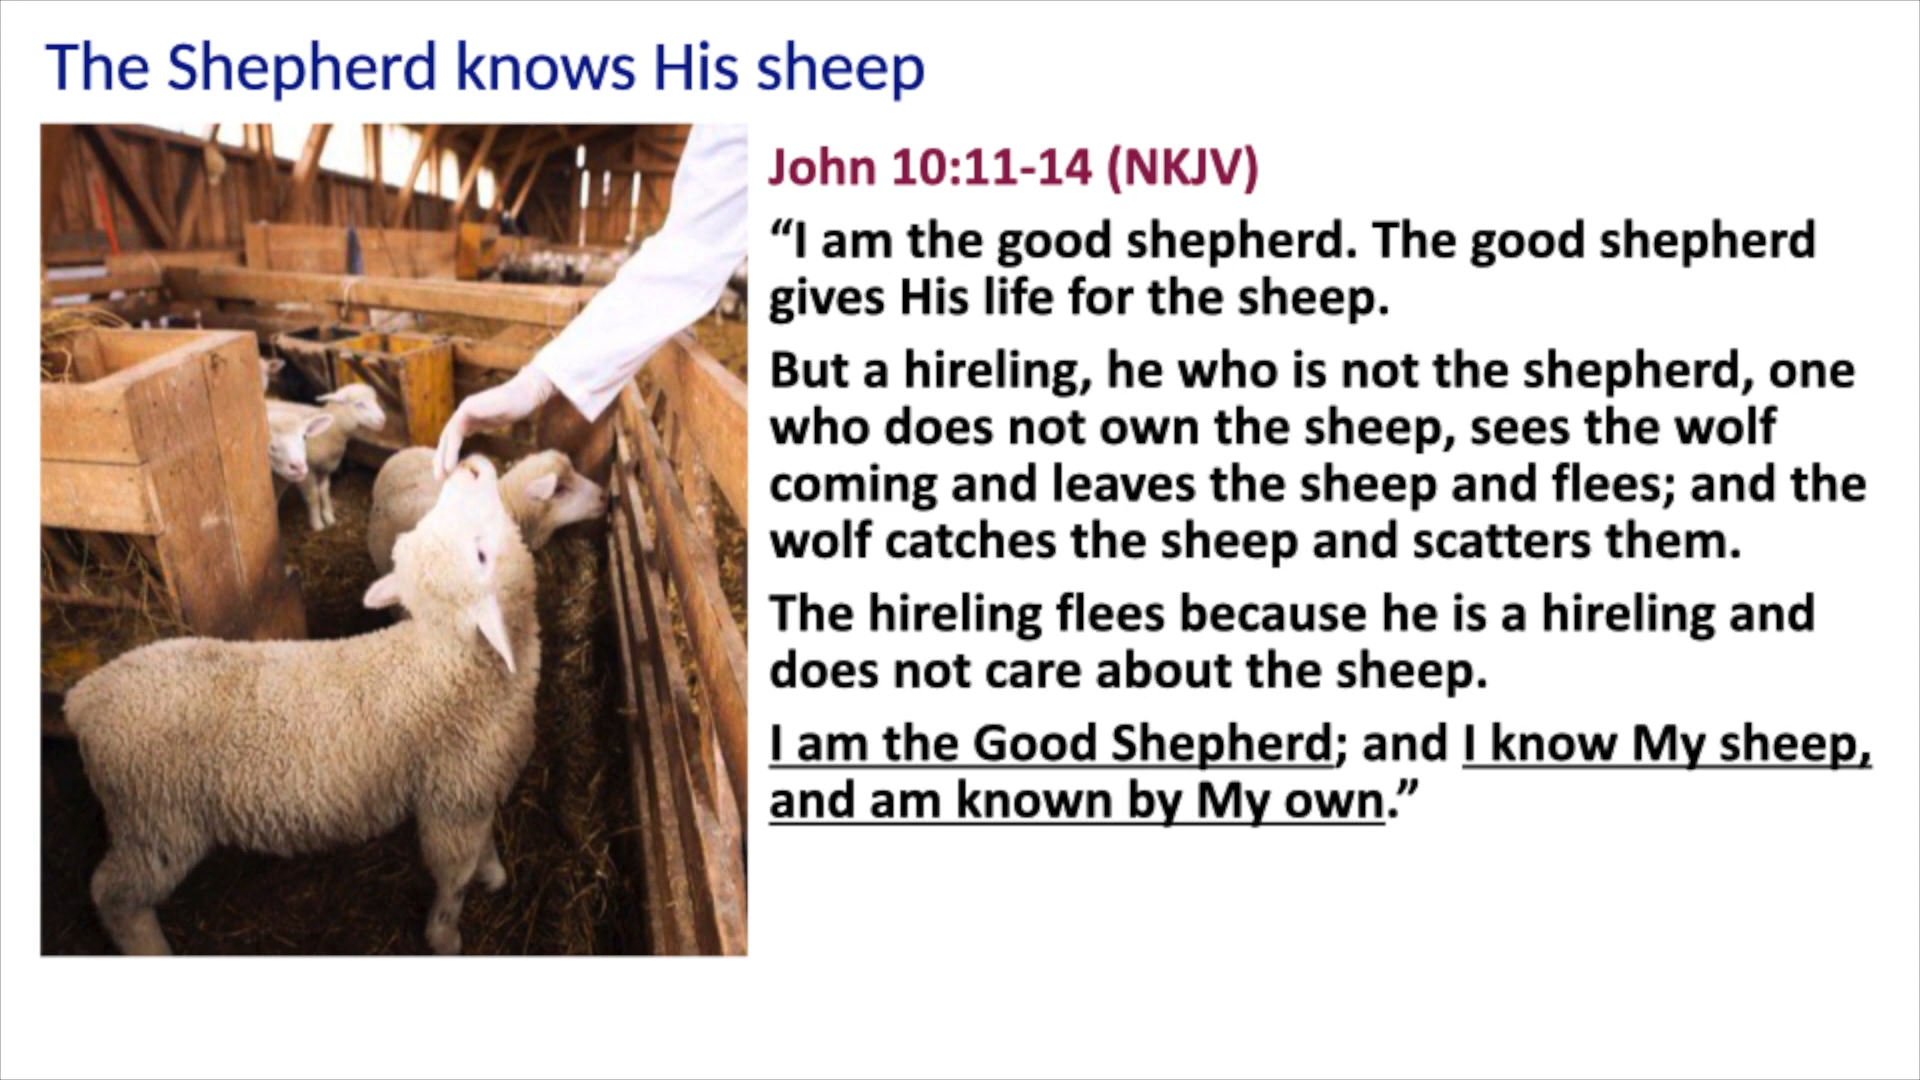 The Shepherd knows His sheep
John 10:11-14 (NKJV)
“I am the good shepherd. The good shepherd
gives His life for the sheep.
But a hireling, he who is not the shepherd, one
who does not own the sheep, sees the wolf
coming and leaves the sheep and flees; and the
wolf catches the sheep and scatters them.
The hireling flees because he is a hireling and
does not care about the sheep.
I am the Good Shepherd; and I know My sheep,
and am known by My own.”